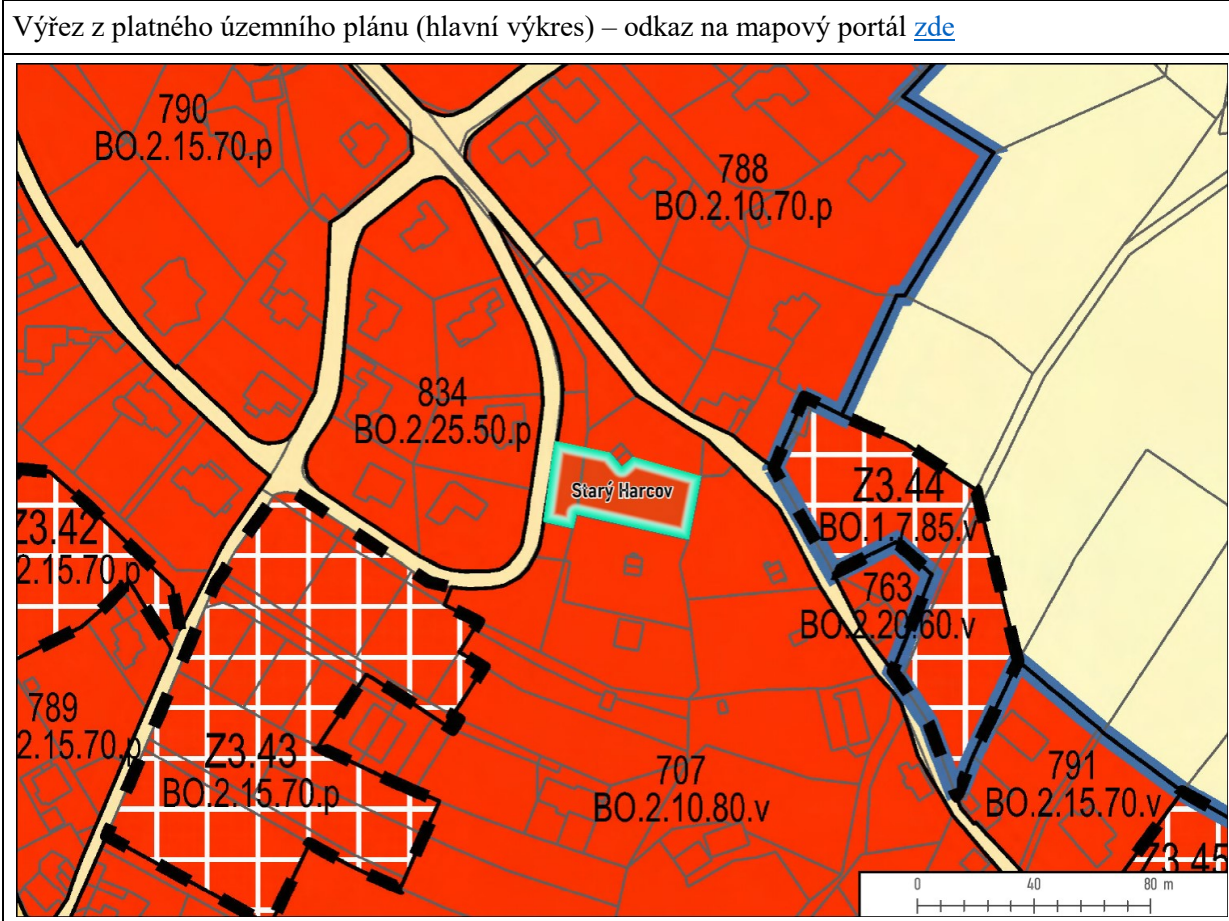 Výřez z platného územního plánu (hlavní výkres) – odkaz na mapový portál zde
790
BO.2.15.70.p
788
BO.2.10.70.p
834
BO.2.25.50.p
Starý Harcov
Z3.42
2.15.70.p
Z3.44
BO.1.7.85.v
763
BO.2.20.60.v
789
2.15.70.p
Z3.43
BO.2.15.70.p
707
BO.2.10.80.v
791
BO.2.15.70.v
Z3.45
0 40 80 m